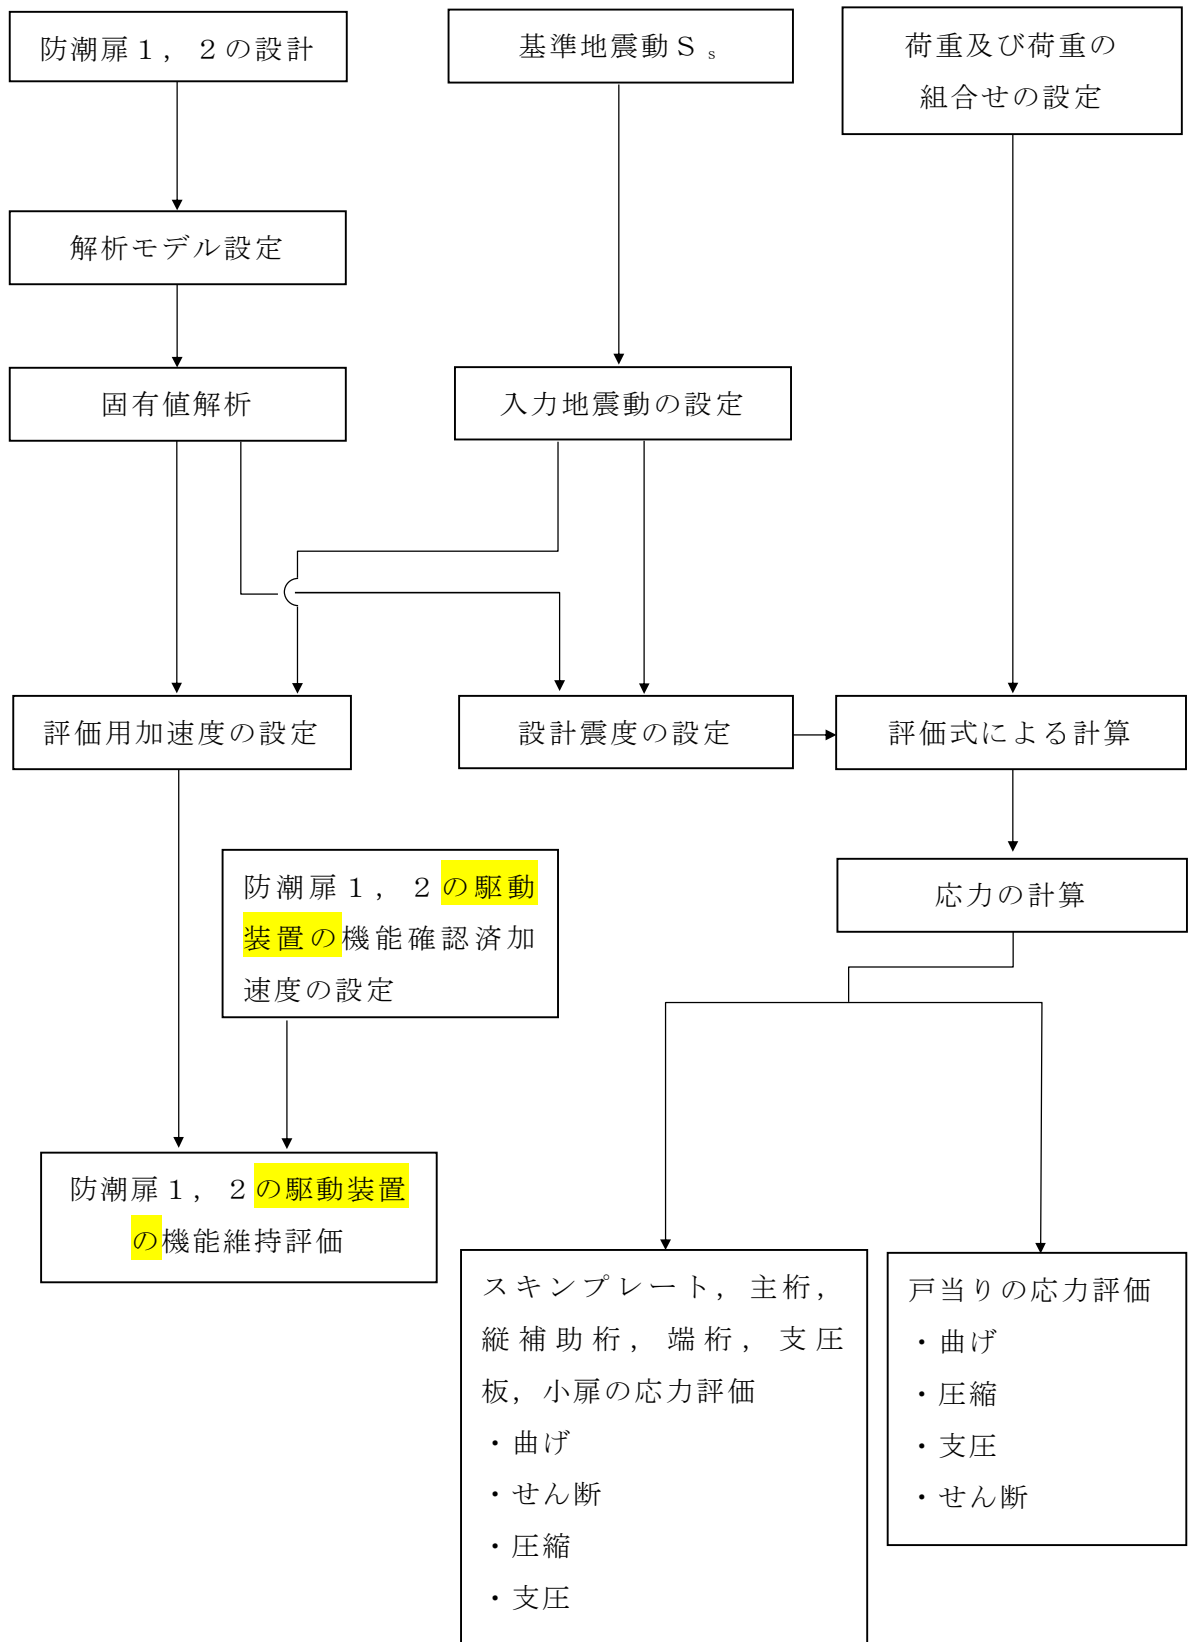 防潮扉１，２の設計
基準地震動Ｓｓ
荷重及び荷重の
組合せの設定
解析モデル設定
固有値解析
入力地震動の設定
評価用加速度の設定
設計震度の設定
評価式による計算
防潮扉１，２の駆動
装置の機能確認済加
速度の設定
応力の計算
防潮扉１，２の駆動装置
の機能維持評価
スキンプレート，主桁，
縦補助桁，端桁，支圧
板，小扉の応力評価
・曲げ
・せん断
・圧縮
・支圧
戸当りの応力評価
・曲げ
・圧縮
・支圧
・せん断